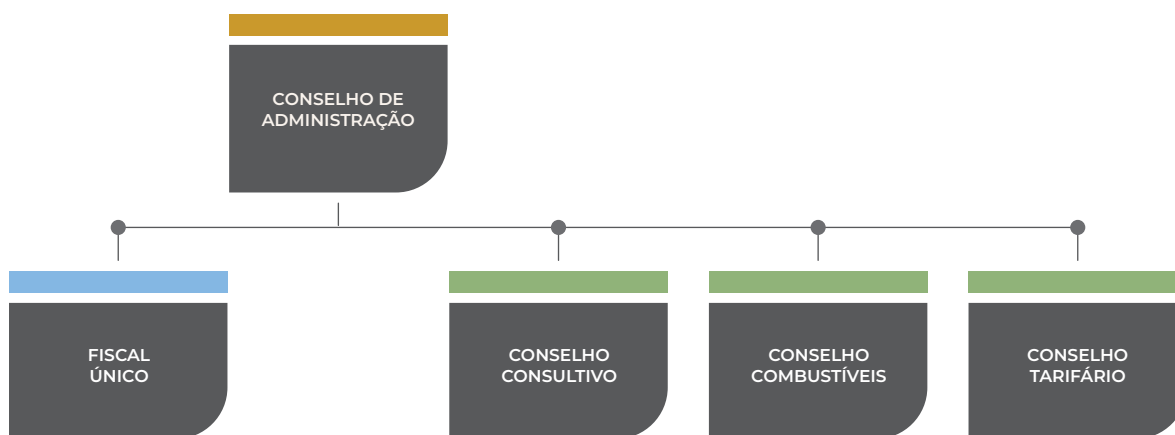 CONSELHO DE
ADMINISTRAÇÃO
FISCAL
ÚNICO
CONSELHO
CONSULTIVO
CONSELHO
COMBUSTÍVEIS
CONSELHO
TARIFÁRIO